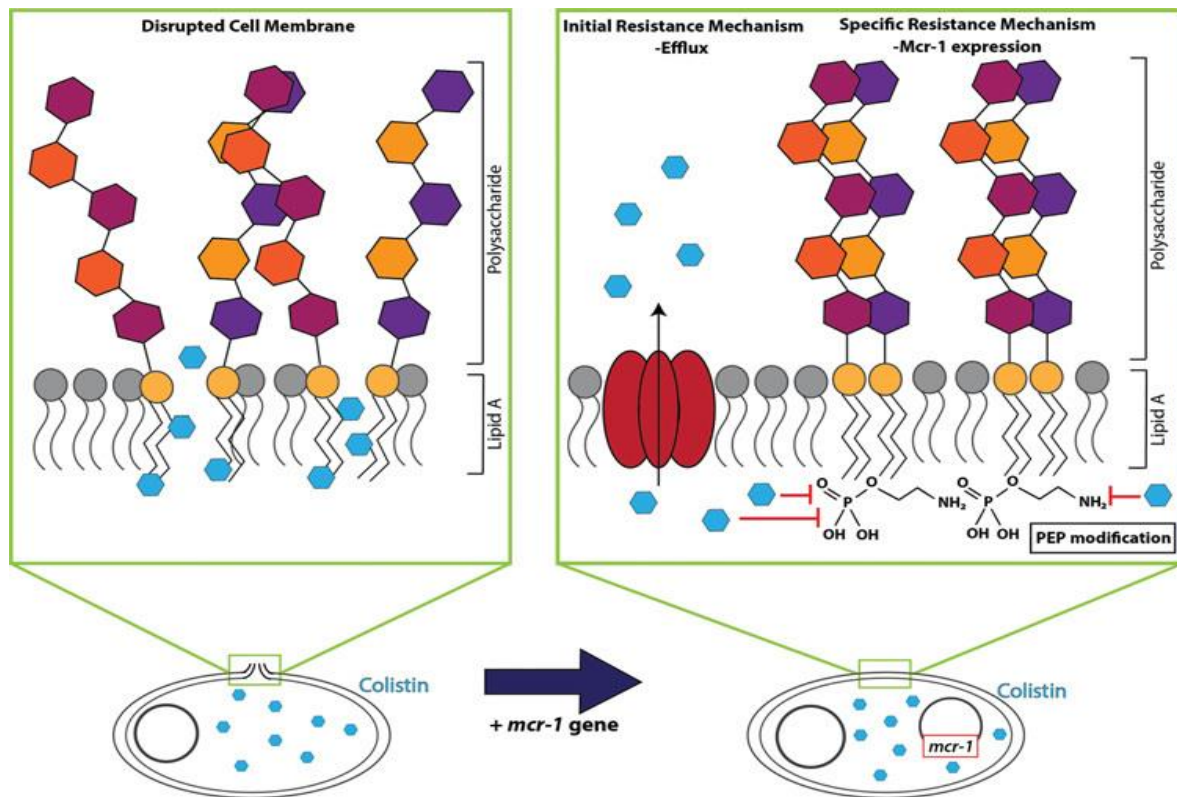 Disrupted Cell Membrane
Polysaccharide
Lipid A
Initial Resistance Mechanism
-Efflux
Specific Resistance Mechanism
-Mcr-1 expression
Polysaccharide
Lipid A
O
O
P
OH OH
NH₂
O
O
P
OH OH
NH₂
PEP modification
Colistin
+ mcr-1 gene
Colistin
mcr-1